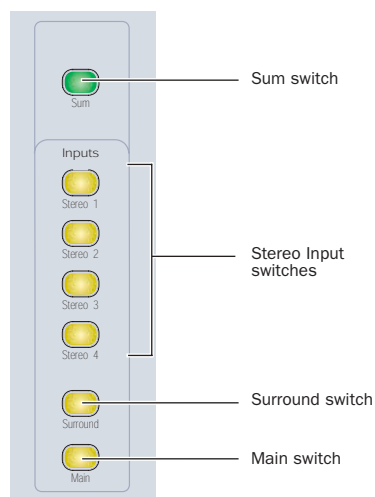 Sum switch
Sum
Inputs
Stereo 1
Stereo 2
Stereo Input
switches
Stereo 3
Stereo 4
Surround switch
Surround
Main switch
Main